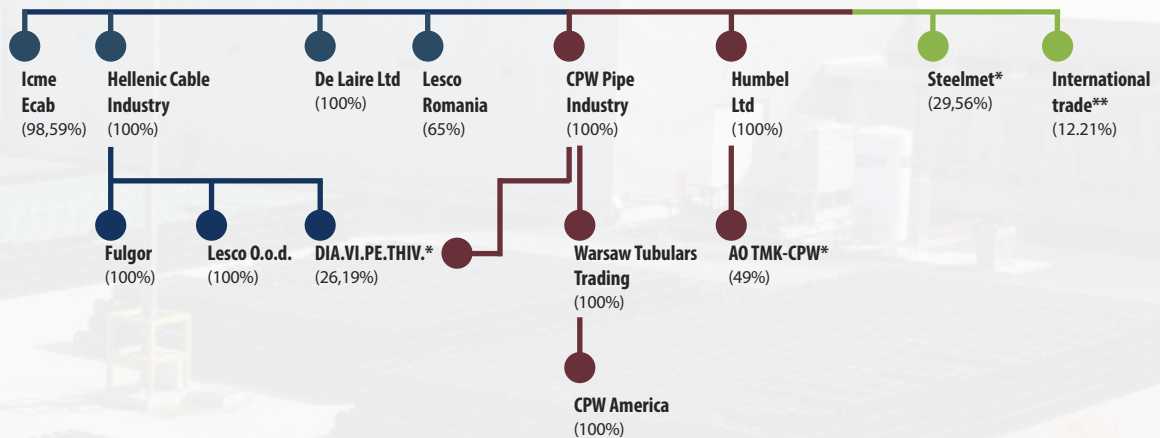 Icme
Ecab
(98,59%)
Hellenic Cable
Industry
(100%)
De Laire Ltd
(100%)
Lesco
Romania
(65%)
CPW Pipe
Industry
(100%)
Humbel
Ltd
(100%)
Steelmet*
(29,56%)
International
trade**
(12.21%)
Fulgor
(100%)
Lesco O.o.d.
(100%)
DIA.VI.PE.THIV.*
(26,19%)
Warsaw Tubulars
Trading
(100%)
AO TMK-CPW*
(49%)
CPW America
(100%)